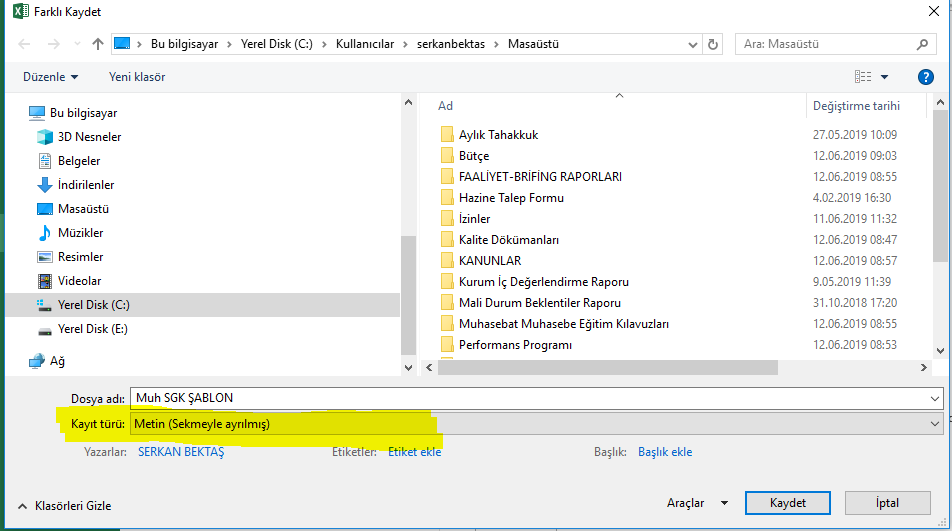 Farklı Kaydet
Bu bilgisayar > Yerel Disk (C:) > Kullanıcılar > serkanbektas > Masaüstü
Ara: Masaüstü
Düzenle
Yeni klasör
Bu bilgisayar
3D Nesneler
Belgeler
İndirilenler
Masaüstü
Müzikler
Resimler
Videolar
Yerel Disk (C:)
Yerel Disk (E:)
Ağ
Ad Değiştirme tarihi
Aylık Tahakkuk 27.05.2019 10:09
Bütçe 12.06.2019 09:03
FAALİYET-BRİFİNG RAPORLARI 12.06.2019 08:55
Hazine Talep Formu 4.02.2019 16:30
İzinler 11.06.2019 11:32
Kalite Dökümanları 12.06.2019 08:47
KANUNLAR 12.06.2019 08:57
Kurum İç Değerlendirme Raporu 9.05.2019 11:39
Mali Durum Beklentiler Raporu 31.10.2018 17:20
Muhasebat Muhasebe Eğitim Kılavuzları 12.06.2019 08:55
Performans Programı 12.06.2019 08:53
Dosya adı: Muh SGK ŞABLON
Kayıt türü: Metin (Sekmeyle ayrılmış)
Yazarlar: SERKAN BEKTAŞ Etiketler: Etiket ekle Başlık: Başlık ekle
Klasörleri Gizle
Araçlar
Kaydet
İptal